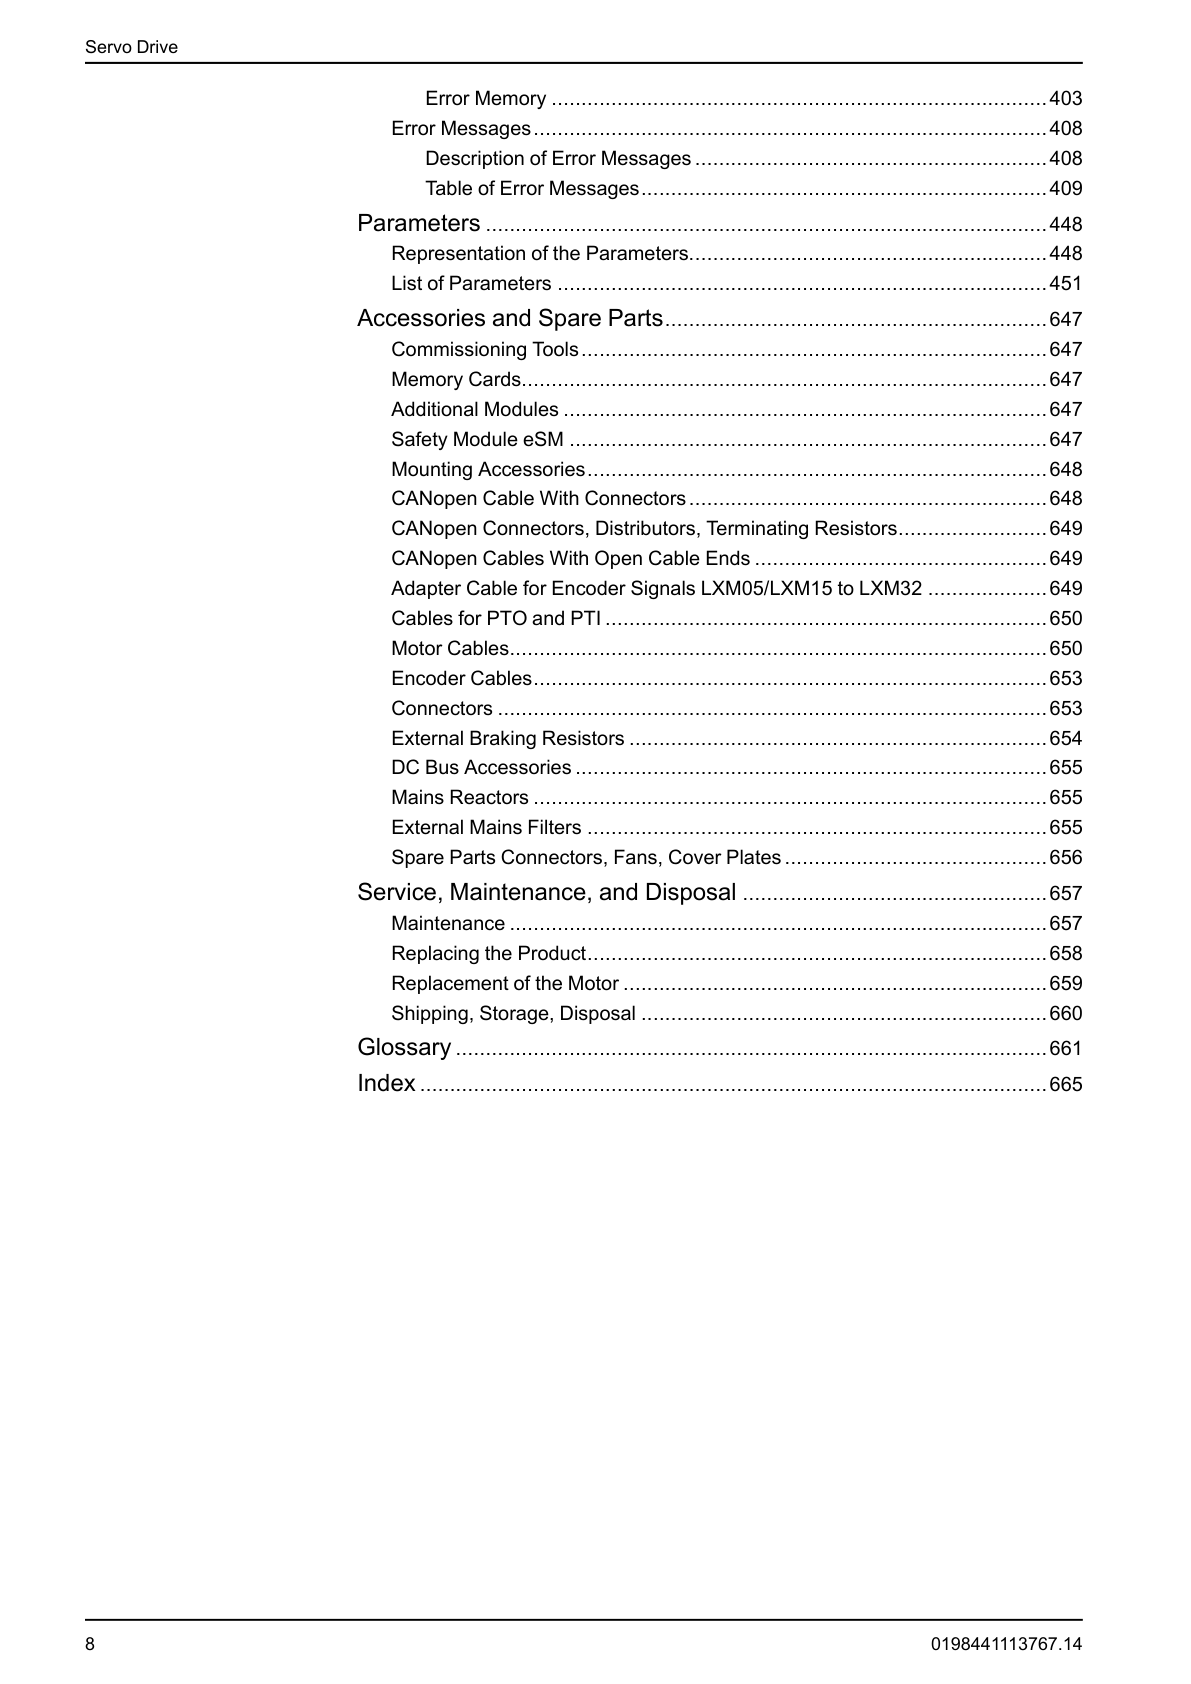 Servo Drive
Error Memory ........................................................................ 403
Error Messages ........................................................................ 408
Description of Error Messages ........................................................................ 408
Table of Error Messages ........................................................................ 409
Parameters ........................................................................ 448
Representation of the Parameters ........................................................................ 448
List of Parameters ........................................................................ 451
Accessories and Spare Parts ........................................................................ 647
Commissioning Tools ........................................................................ 647
Memory Cards ........................................................................ 647
Additional Modules ........................................................................ 647
Safety Module eSM ........................................................................ 647
Mounting Accessories ........................................................................ 648
CANopen Cable With Connectors ........................................................................ 648
CANopen Connectors, Distributors, Terminating Resistors ......................... 649
CANopen Cables With Open Cable Ends ................................................. 649
Adapter Cable for Encoder Signals LXM05/LXM15 to LXM32 .................... 649
Cables for PTO and PTI ........................................................................ 650
Motor Cables ........................................................................ 650
Encoder Cables ........................................................................ 653
Connectors ........................................................................ 653
External Braking Resistors ........................................................................ 654
DC Bus Accessories ........................................................................ 655
Mains Reactors ........................................................................ 655
External Mains Filters ........................................................................ 655
Spare Parts Connectors, Fans, Cover Plates ............................................ 656
Service, Maintenance, and Disposal ................................................... 657
Maintenance ........................................................................ 657
Replacing the Product ........................................................................ 658
Replacement of the Motor ........................................................................ 659
Shipping, Storage, Disposal .................................................................... 660
Glossary ........................................................................ 661
Index ........................................................................ 665
8 0198441113767.14